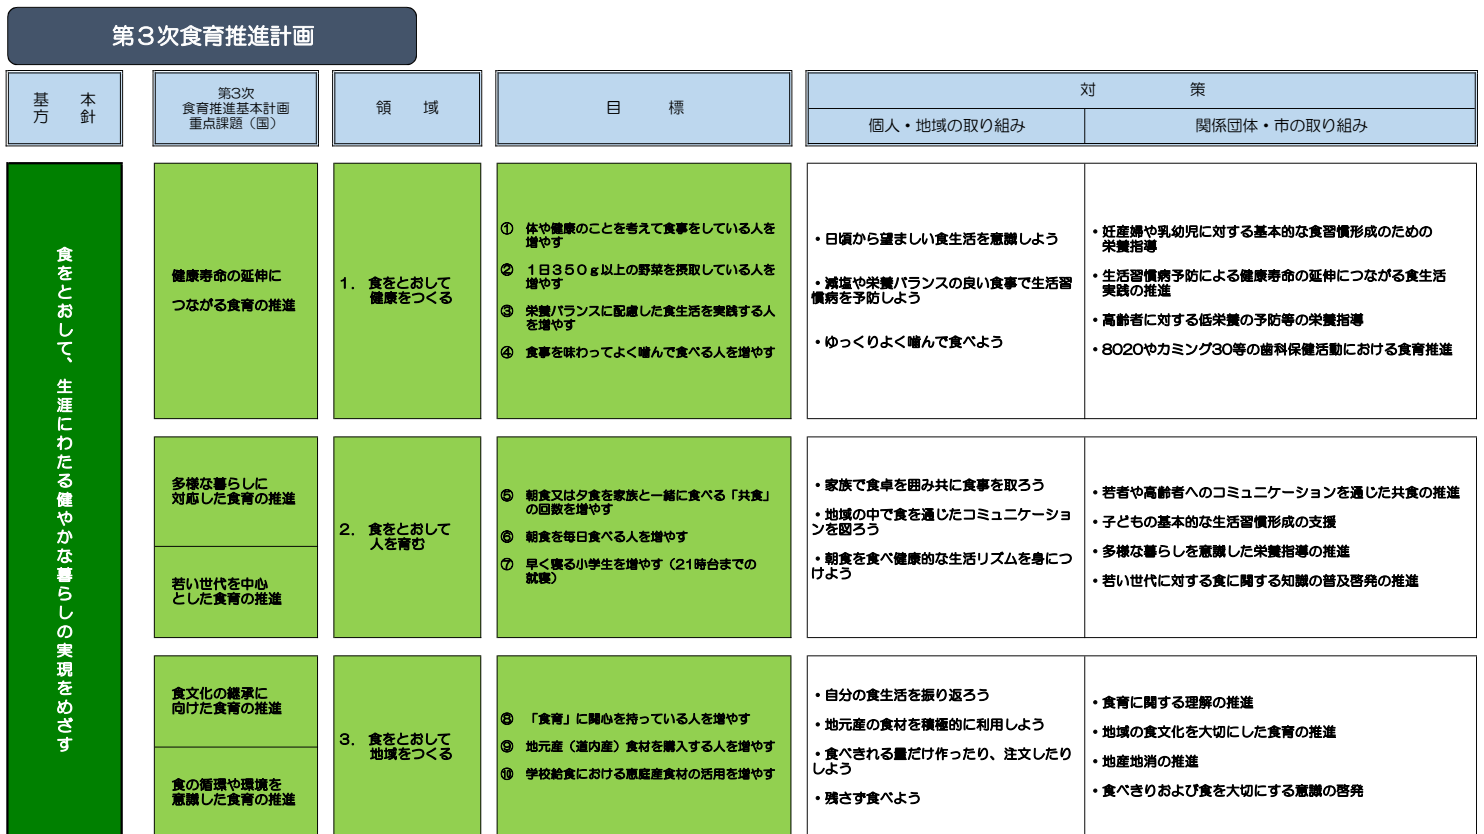 第３次食育推進計画
基　本
方　針
第3次
食育推進基本計画
重点課題（国）
領　域
目　標
対　策
個人・地域の取り組み
関係団体・市の取り組み
食をとおして、生涯にわたる健やかな暮らしの実現をめざす
健康寿命の延伸に
つながる食育の推進
１．　食をとおして
健康をつくる
①　体や健康のことを考えて食事をしている人を
増やす
②　１日３５０ｇ以上の野菜を摂取している人を
増やす
③　栄養バランスに配慮した食生活を実践する人
を増やす
④　食事を味わってよく噛んで食べる人を増やす
・日頃から望ましい食生活を意識しよう
・減塩や栄養バランスの良い食事で生活習
慣病を予防しよう
・ゆっくりよく噛んで食べよう
・妊産婦や乳幼児に対する基本的な食習慣形成のための
栄養指導
・生活習慣病予防による健康寿命の延伸につながる食生活
実践の推進
・高齢者に対する低栄養の予防等の栄養指導
・8020やカミング30等の歯科保健活動における食育推進
多様な暮らしに
対応した食育の推進
若い世代を中心
とした食育の推進
２．　食をとおして
人を育む
⑤　朝食又は夕食を家族と一緒に食べる「共食」
の回数を増やす
⑥　朝食を毎日食べる人を増やす
⑦　早く寝る小学生を増やす（21時台までの
就寝）
・家族で食卓を囲み共に食事を取ろう
・地域の中で食を通じたコミュニケーショ
ンを図ろう
・朝食を食べ健康的な生活リズムを身につ
けよう
・若者や高齢者へのコミュニケーションを通じた共食の推進
・子どもの基本的な生活習慣形成の支援
・多様な暮らしを意識した栄養指導の推進
・若い世代に対する食に関する知識の普及啓発の推進
食文化の継承に
向けた食育の推進
食の循環や環境を
意識した食育の推進
３．　食をとおして
地域をつくる
⑧　「食育」に関心を持っている人を増やす
⑨　地元産（道内産）食材を購入する人を増やす
⑩　学校給食における恵庭産食材の活用を増やす
・自分の食生活を振り返ろう
・地元産の食材を積極的に利用しよう
・食べきれる量だけ作ったり、注文したり
しよう
・残さず食べよう
・食育に関する理解の推進
・地域の食文化を大切にした食育の推進
・地産地消の推進
・食べきりおよび食を大切にする意識の啓発